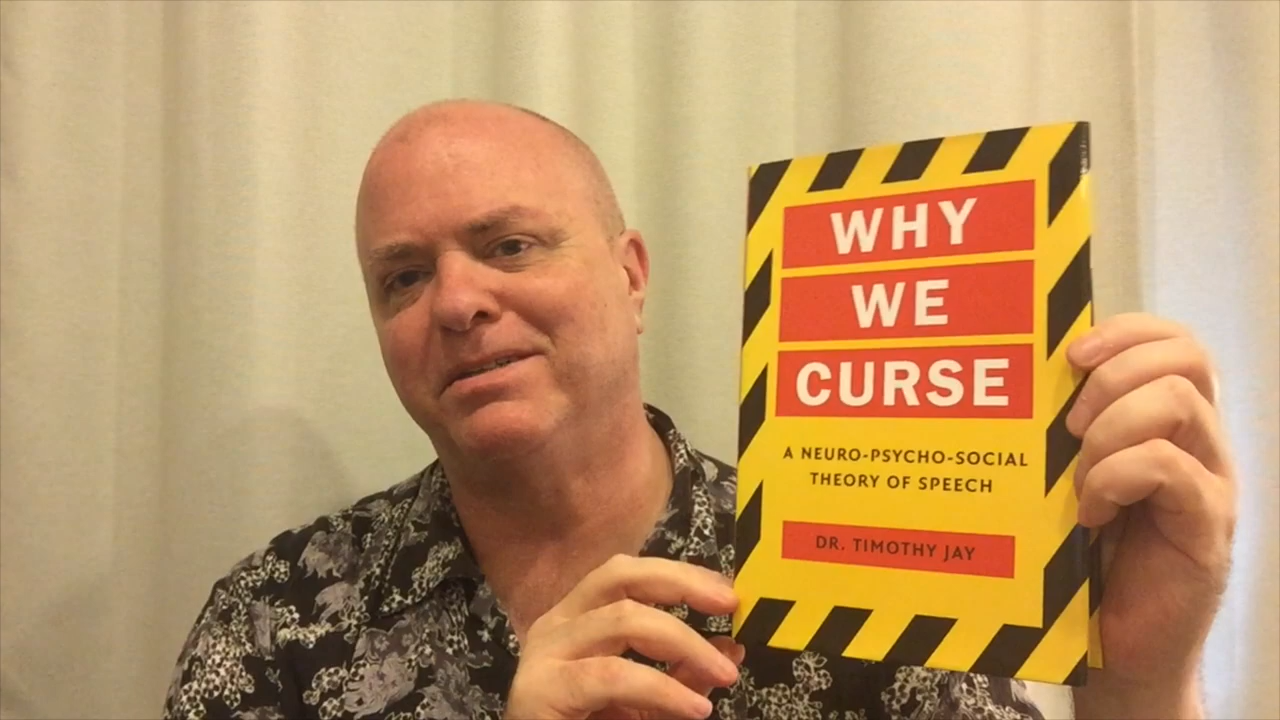 WHY
WE
CURSE
A NEURO-PSYCHO-SOCIAL
THEORY OF SPEECH
DR. TIMOTHY JAY